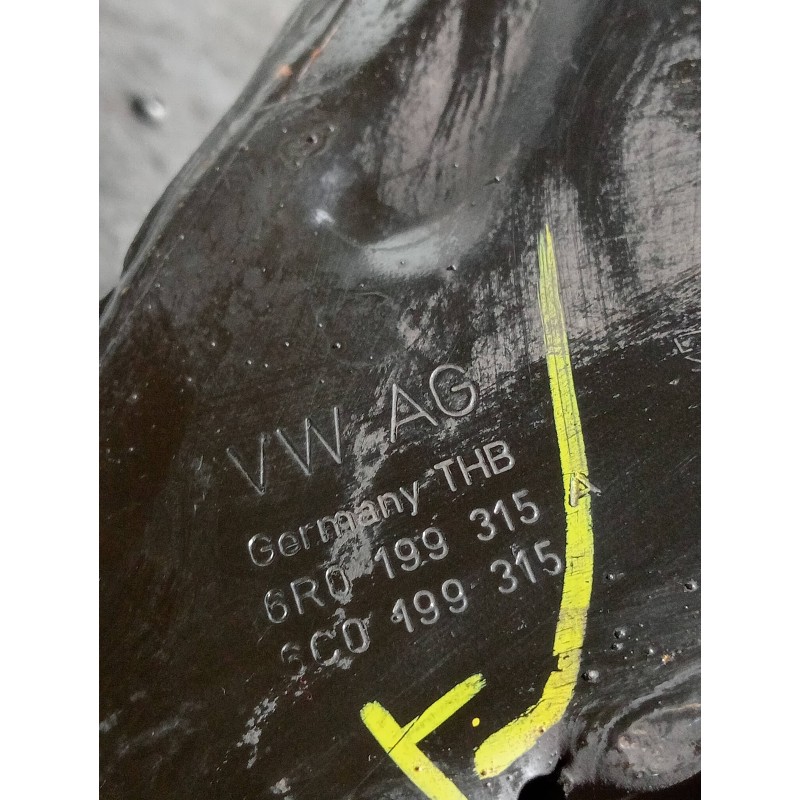 VW AG
Germany THB
6R0 199 315 A
6C0 199 315